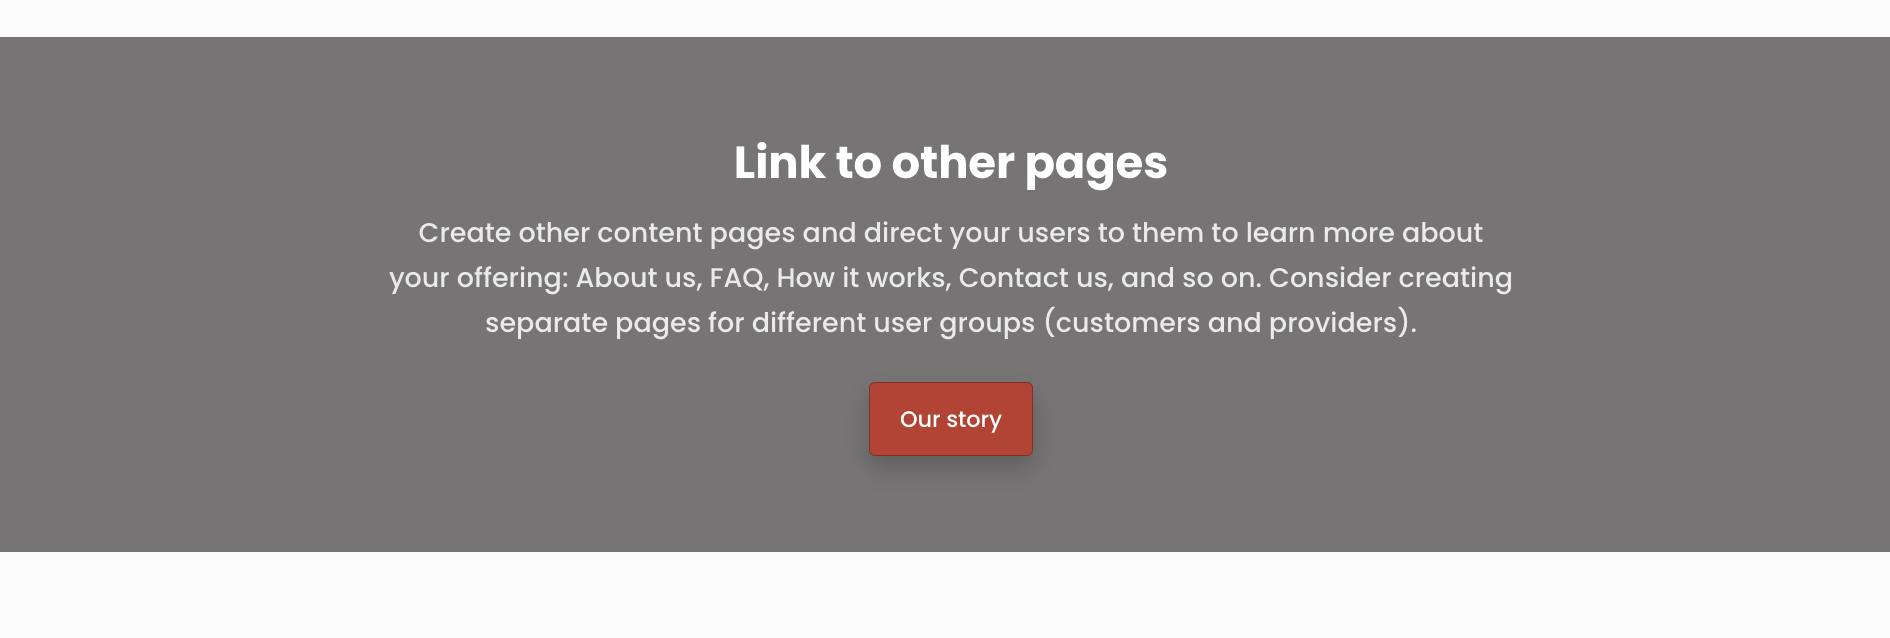 Link to other pages
Create other content pages and direct your users to them to learn more about
your offering: About us, FAQ, How it works, Contact us, and so on. Consider creating
separate pages for different user groups (customers and providers).
Our story